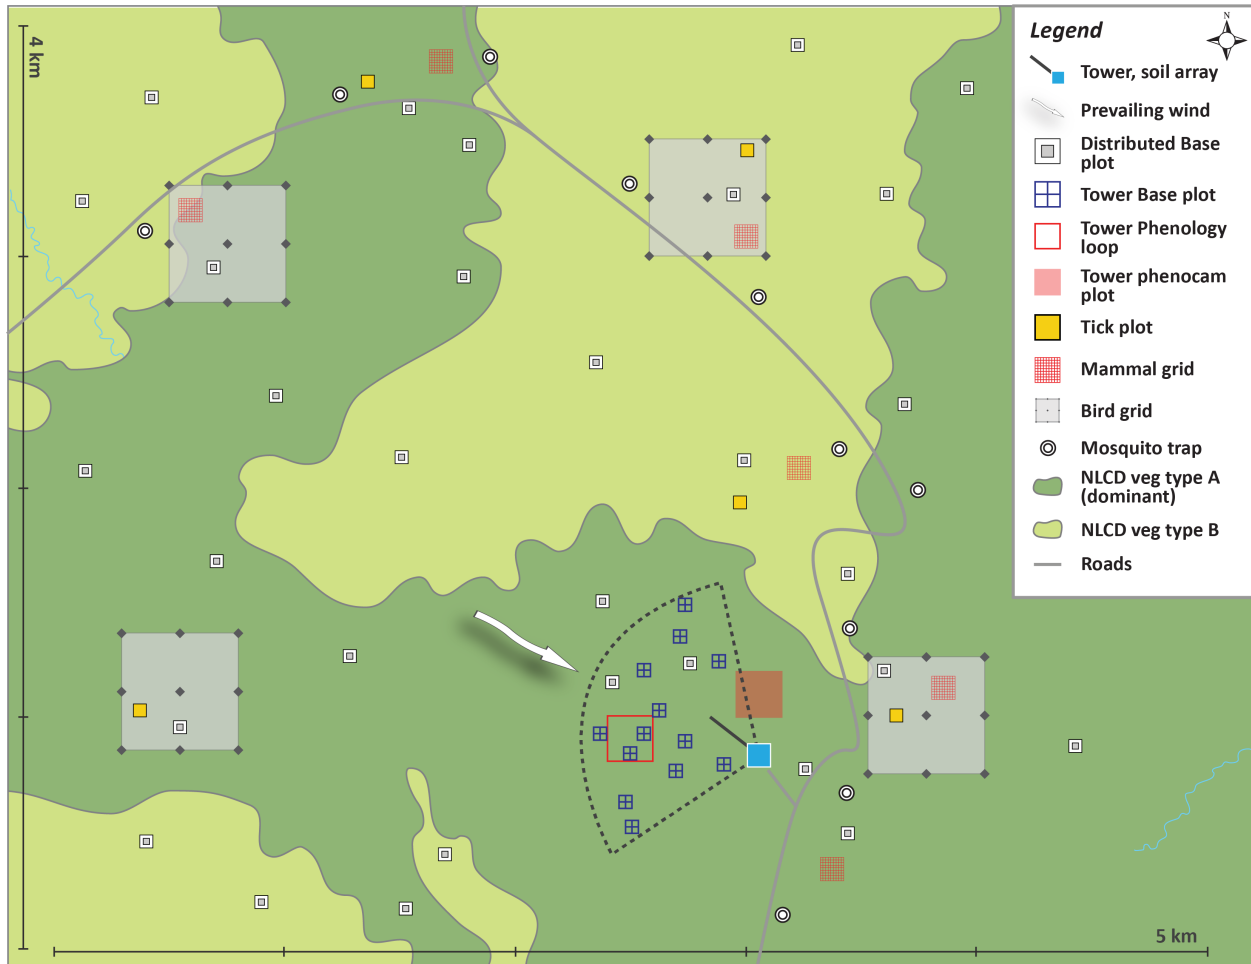 4 km
Legend
N
Tower, soil array
Prevailing wind
Distributed Base
plot
Tower Base plot
Tower Phenology
loop
Tower phenocam
plot
Tick plot
Mammal grid
Bird grid
Mosquito trap
NLCD veg type A
(dominant)
NLCD veg type B
Roads
5 km